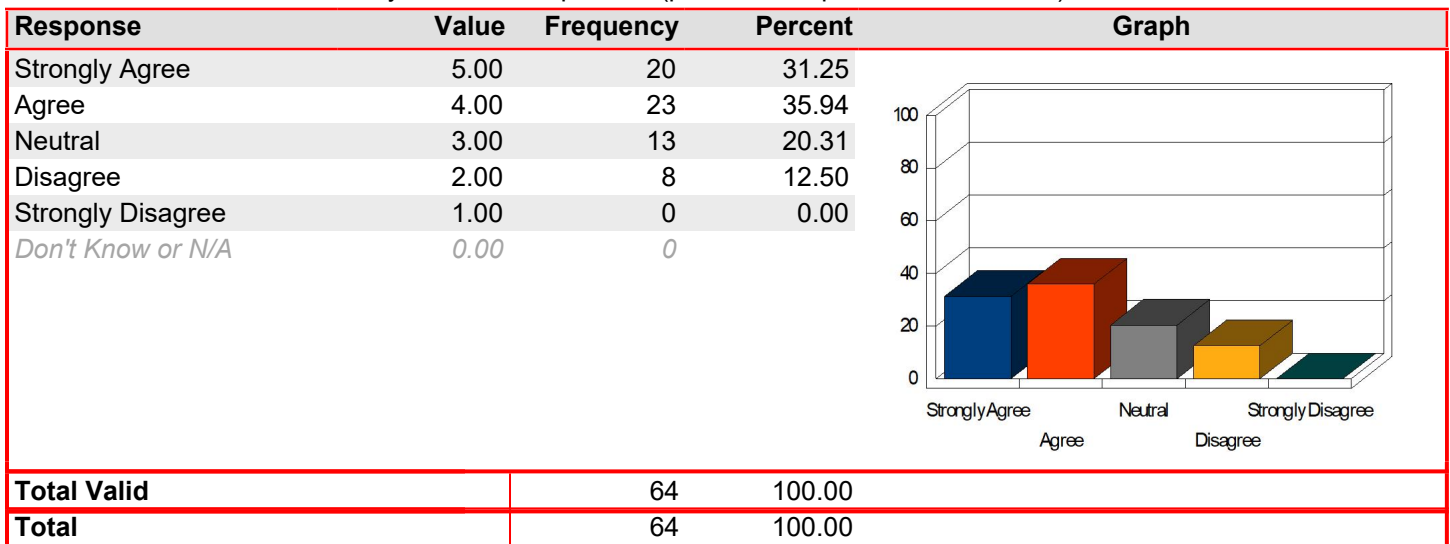 Response Value Frequency Percent Graph
Strongly Agree 5.00 20 31.25
Agree 4.00 23 35.94
Neutral 3.00 13 20.31
Disagree 2.00 8 12.50
Strongly Disagree 1.00 0 0.00
Don't Know or N/A 0.00 0
100
80
60
40
20
0
Strongly Agree Neutral Strongly Disagree
Agree Disagree
Total Valid 64 100.00
Total 64 100.00